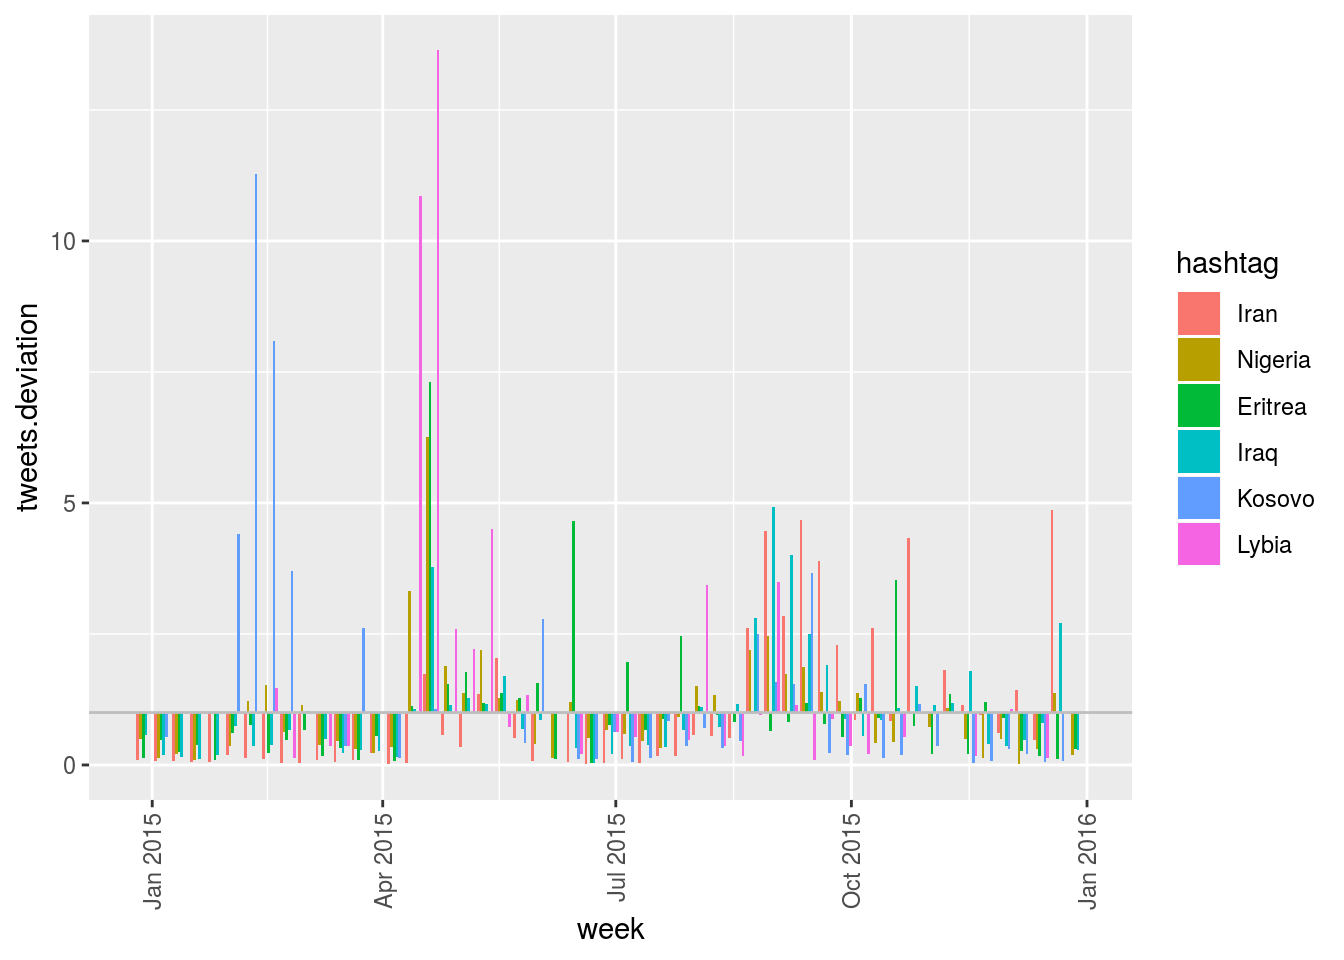 tweets.deviation
10
5
0
Jan 2015
Apr 2015
Jul 2015
Oct 2015
Jan 2016
week
hashtag
Iran
Nigeria
Eritrea
Iraq
Kosovo
Lybia